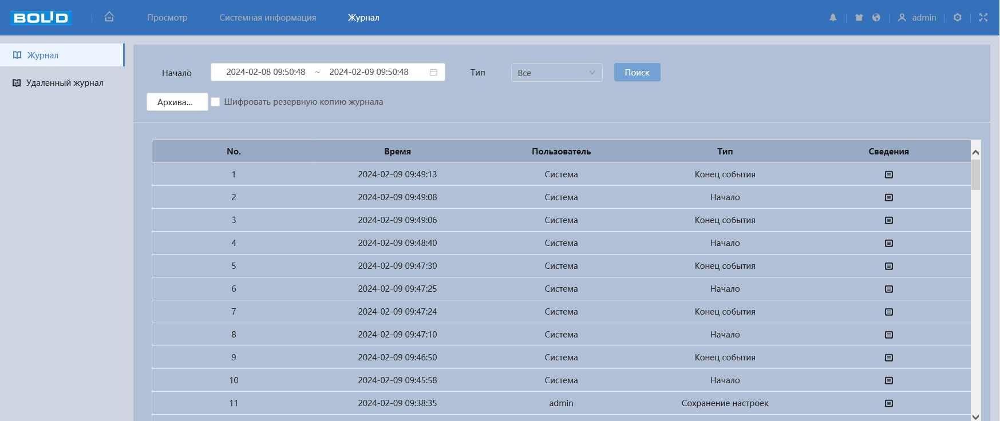 BOLID Просмотр Системная информация Журнал admin
Журнал
Удаленный журнал
Начало 2024-02-08 09:50:48 ~ 2024-02-09 09:50:48 Тип Все Поиск
Архива... Шифровать резервную копию журнала
No. Время Пользователь Тип Сведения
1 2024-02-09 09:49:13 Система Конец события
2 2024-02-09 09:49:08 Система Начало
3 2024-02-09 09:49:06 Система Конец события
4 2024-02-09 09:48:40 Система Начало
5 2024-02-09 09:47:30 Система Конец события
6 2024-02-09 09:47:25 Система Начало
7 2024-02-09 09:47:24 Система Конец события
8 2024-02-09 09:47:10 Система Начало
9 2024-02-09 09:46:50 Система Конец события
10 2024-02-09 09:45:58 Система Начало
11 2024-02-09 09:38:35 admin Сохранение настроек